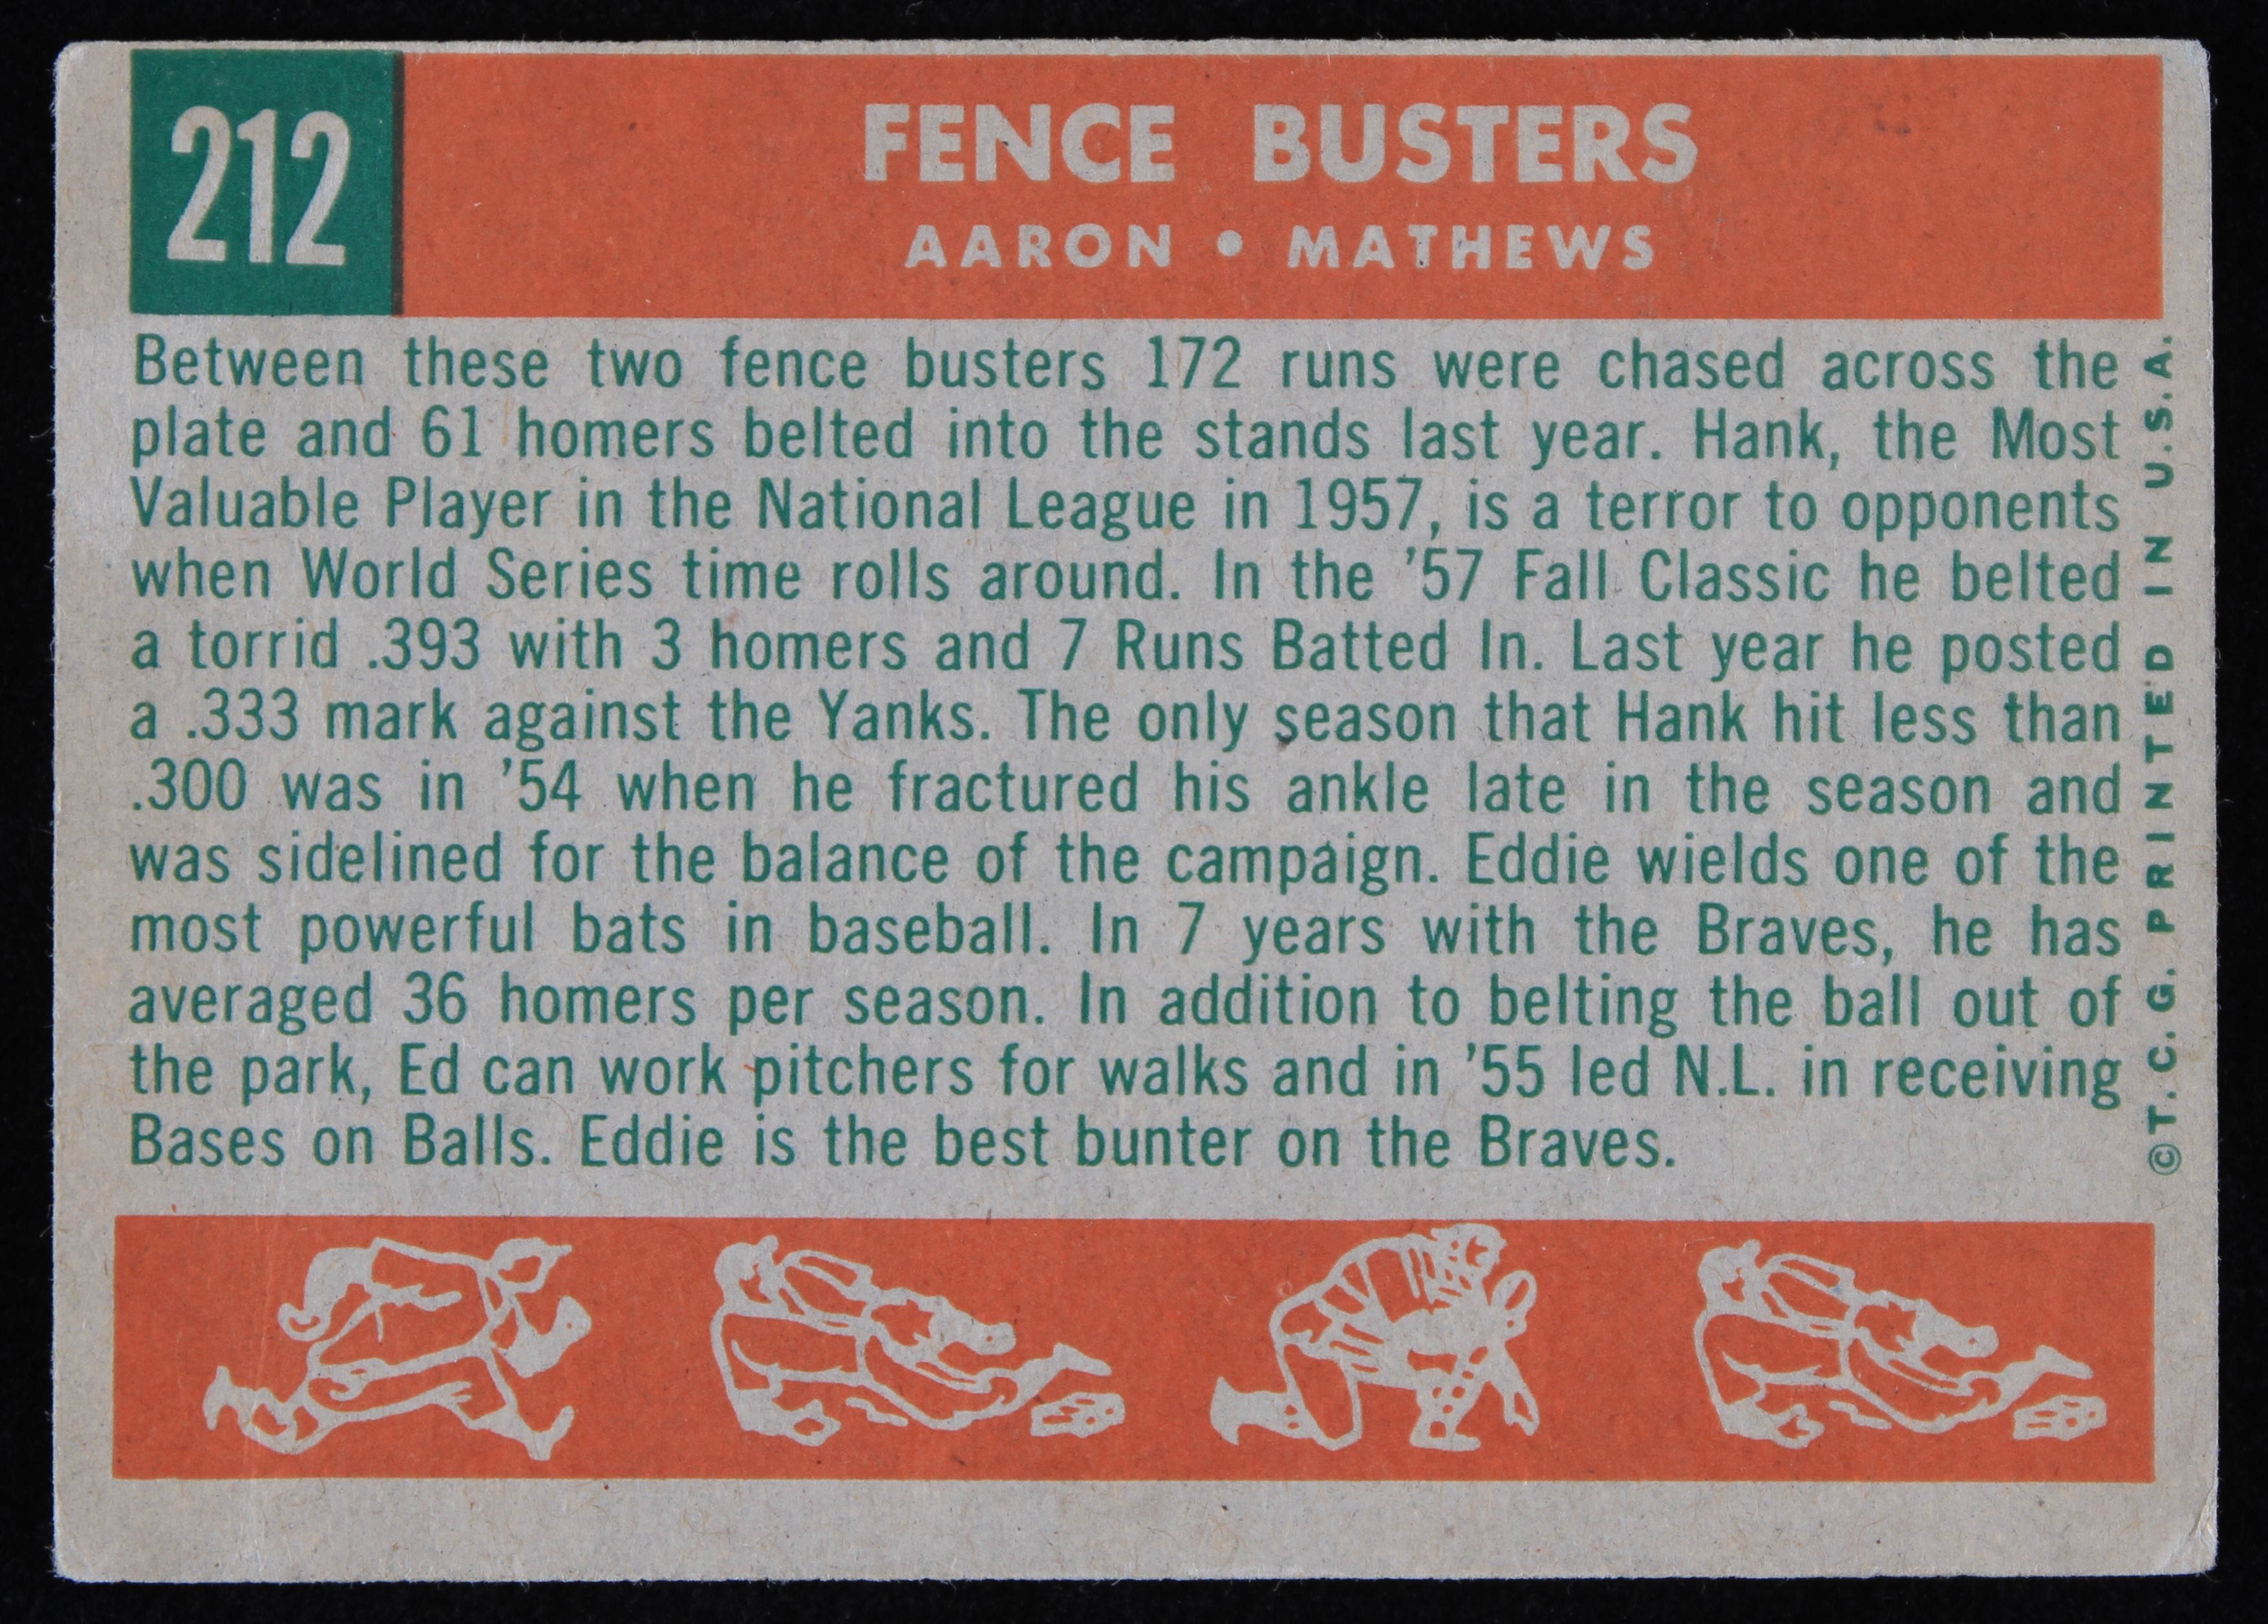 212
FENCE BUSTERS
AARON • MATHEWS
Between these two fence busters 172 runs were chased across the
plate and 61 homers belted into the stands last year. Hank, the Most
Valuable Player in the National League in 1957, is a terror to opponents
when World Series time rolls around. In the '57 Fall Classic he belted
a torrid .393 with 3 homers and 7 Runs Batted In. Last year he posted
a .333 mark against the Yanks. The only season that Hank hit less than
.300 was in '54 when he fractured his ankle late in the season and
was sidelined for the balance of the campaign. Eddie wields one of the
most powerful bats in baseball. In 7 years with the Braves, he has
averaged 36 homers per season. In addition to belting the ball out of
the park, Ed can work pitchers for walks and in '55 led N.L. in receiving
Bases on Balls. Eddie is the best bunter on the Braves.
©T.C.G. PRINTED IN U.S.A.